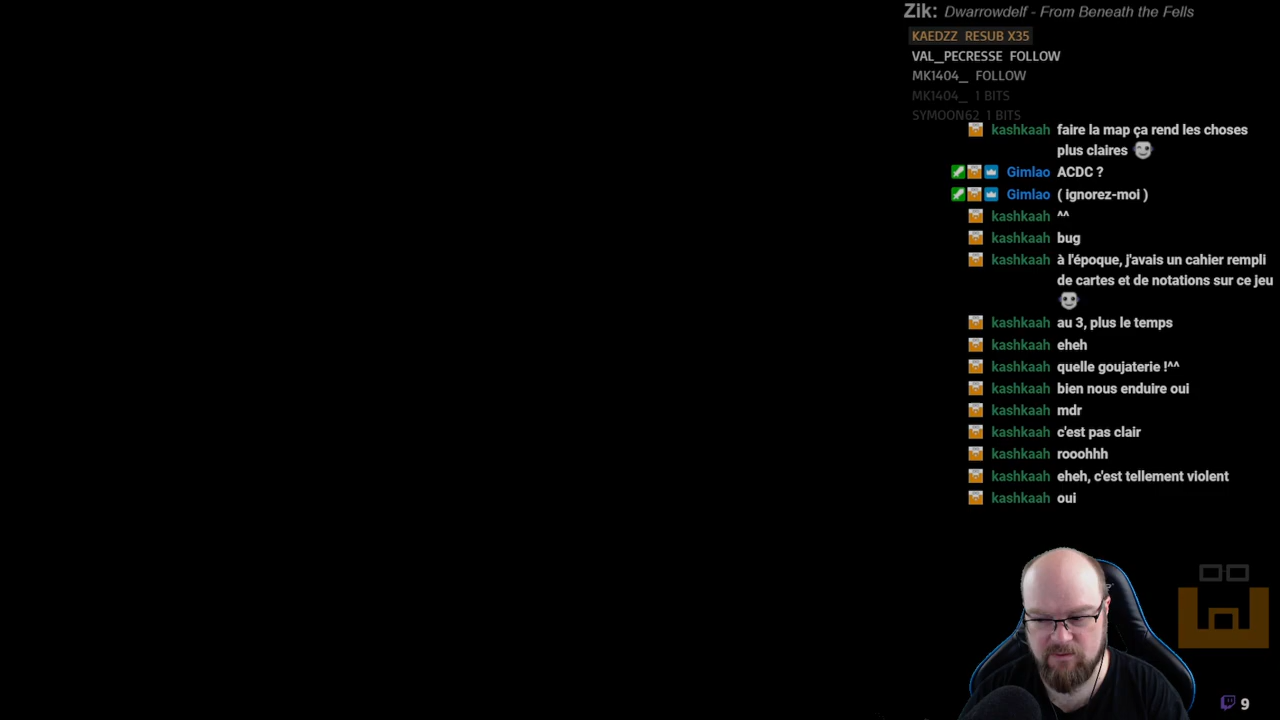 Zik: Dwarrowdelf - From Beneath the Fells
KAEDZZ RESUB X35
VAL_PECRESSE FOLLOW
MK1404_ FOLLOW
MK1404_ 1 BITS
SYMOON62 1 BITS
kashkaah faire la map ça rend les choses
plus claires
Gimlao ACDC ?
Gimlao ( ignorez-moi )
kashkaah ^^
kashkaah bug
kashkaah à l'époque, j'avais un cahier rempli
de cartes et de notations sur ce jeu
kashkaah au 3, plus le temps
kashkaah eheh
kashkaah quelle goujaterie !^^
kashkaah bien nous enduire oui
kashkaah mdr
kashkaah c'est pas clair
kashkaah rooohhh
kashkaah eheh, c'est tellement violent
kashkaah oui
9